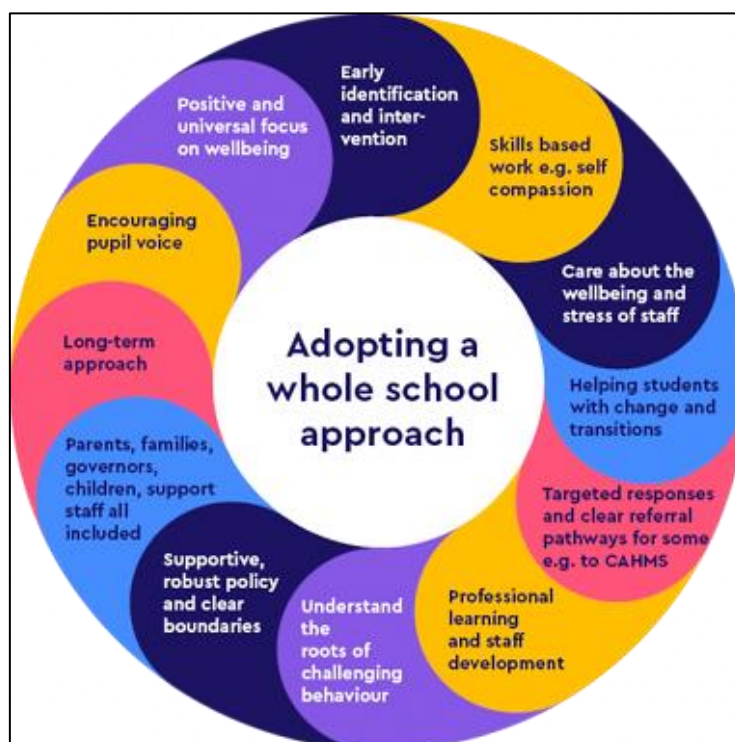 Adopting a
whole school
approach
Early
identification
and inter-
vention
Skills based
work e.g. self
compassion
Care about the
wellbeing and
stress of staff
Helping students
with change and
transitions
Targeted responses
and clear referral
pathways for some
e.g. to CAHMS
Professional
learning
and staff
development
Understand
the
roots of
challenging
behaviour
Supportive,
robust policy
and clear
boundaries
Parents, families,
governors,
children, support
staff all
included
Long-term
approach
Encouraging
pupil voice
Positive and
universal focus
on wellbeing